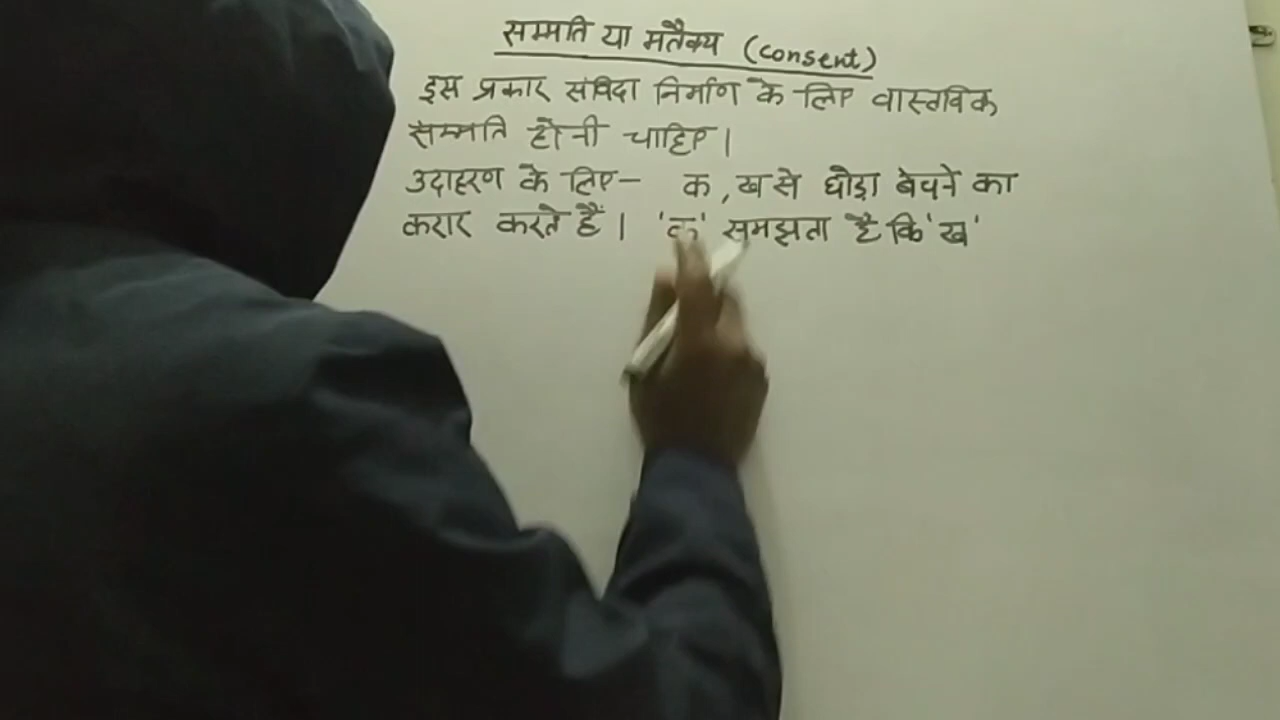 सम्मति या मतैक्य (consent)
इस प्रकार संविदा निर्माण के लिए वास्तविक
सम्मति होनी चाहिए।
उदाहरण के लिए- क, ख से घोड़ा बेचने का
करार करते हैं। 'क' समझता है कि 'ख'